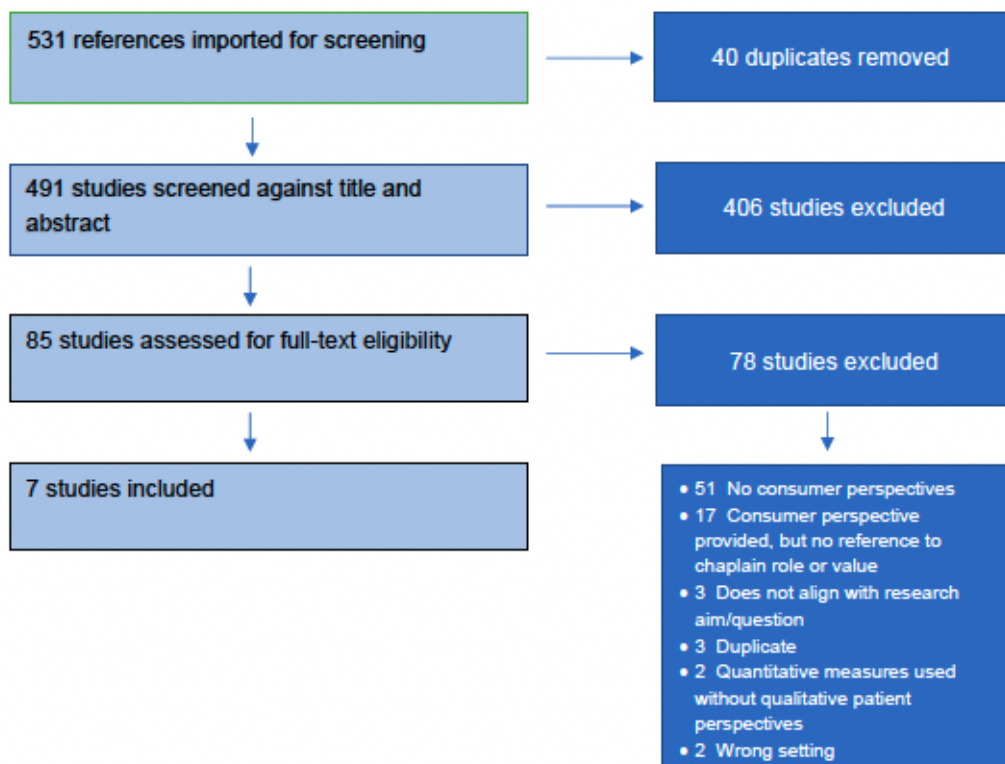 531 references imported for screening
40 duplicates removed
491 studies screened against title and
abstract
406 studies excluded
85 studies assessed for full-text eligibility
78 studies excluded
7 studies included
• 51 No consumer perspectives
• 17 Consumer perspective
provided, but no reference to
chaplain role or value
• 3 Does not align with research
aim/question
• 3 Duplicate
• 2 Quantitative measures used
without qualitative patient
perspectives
• 2 Wrong setting